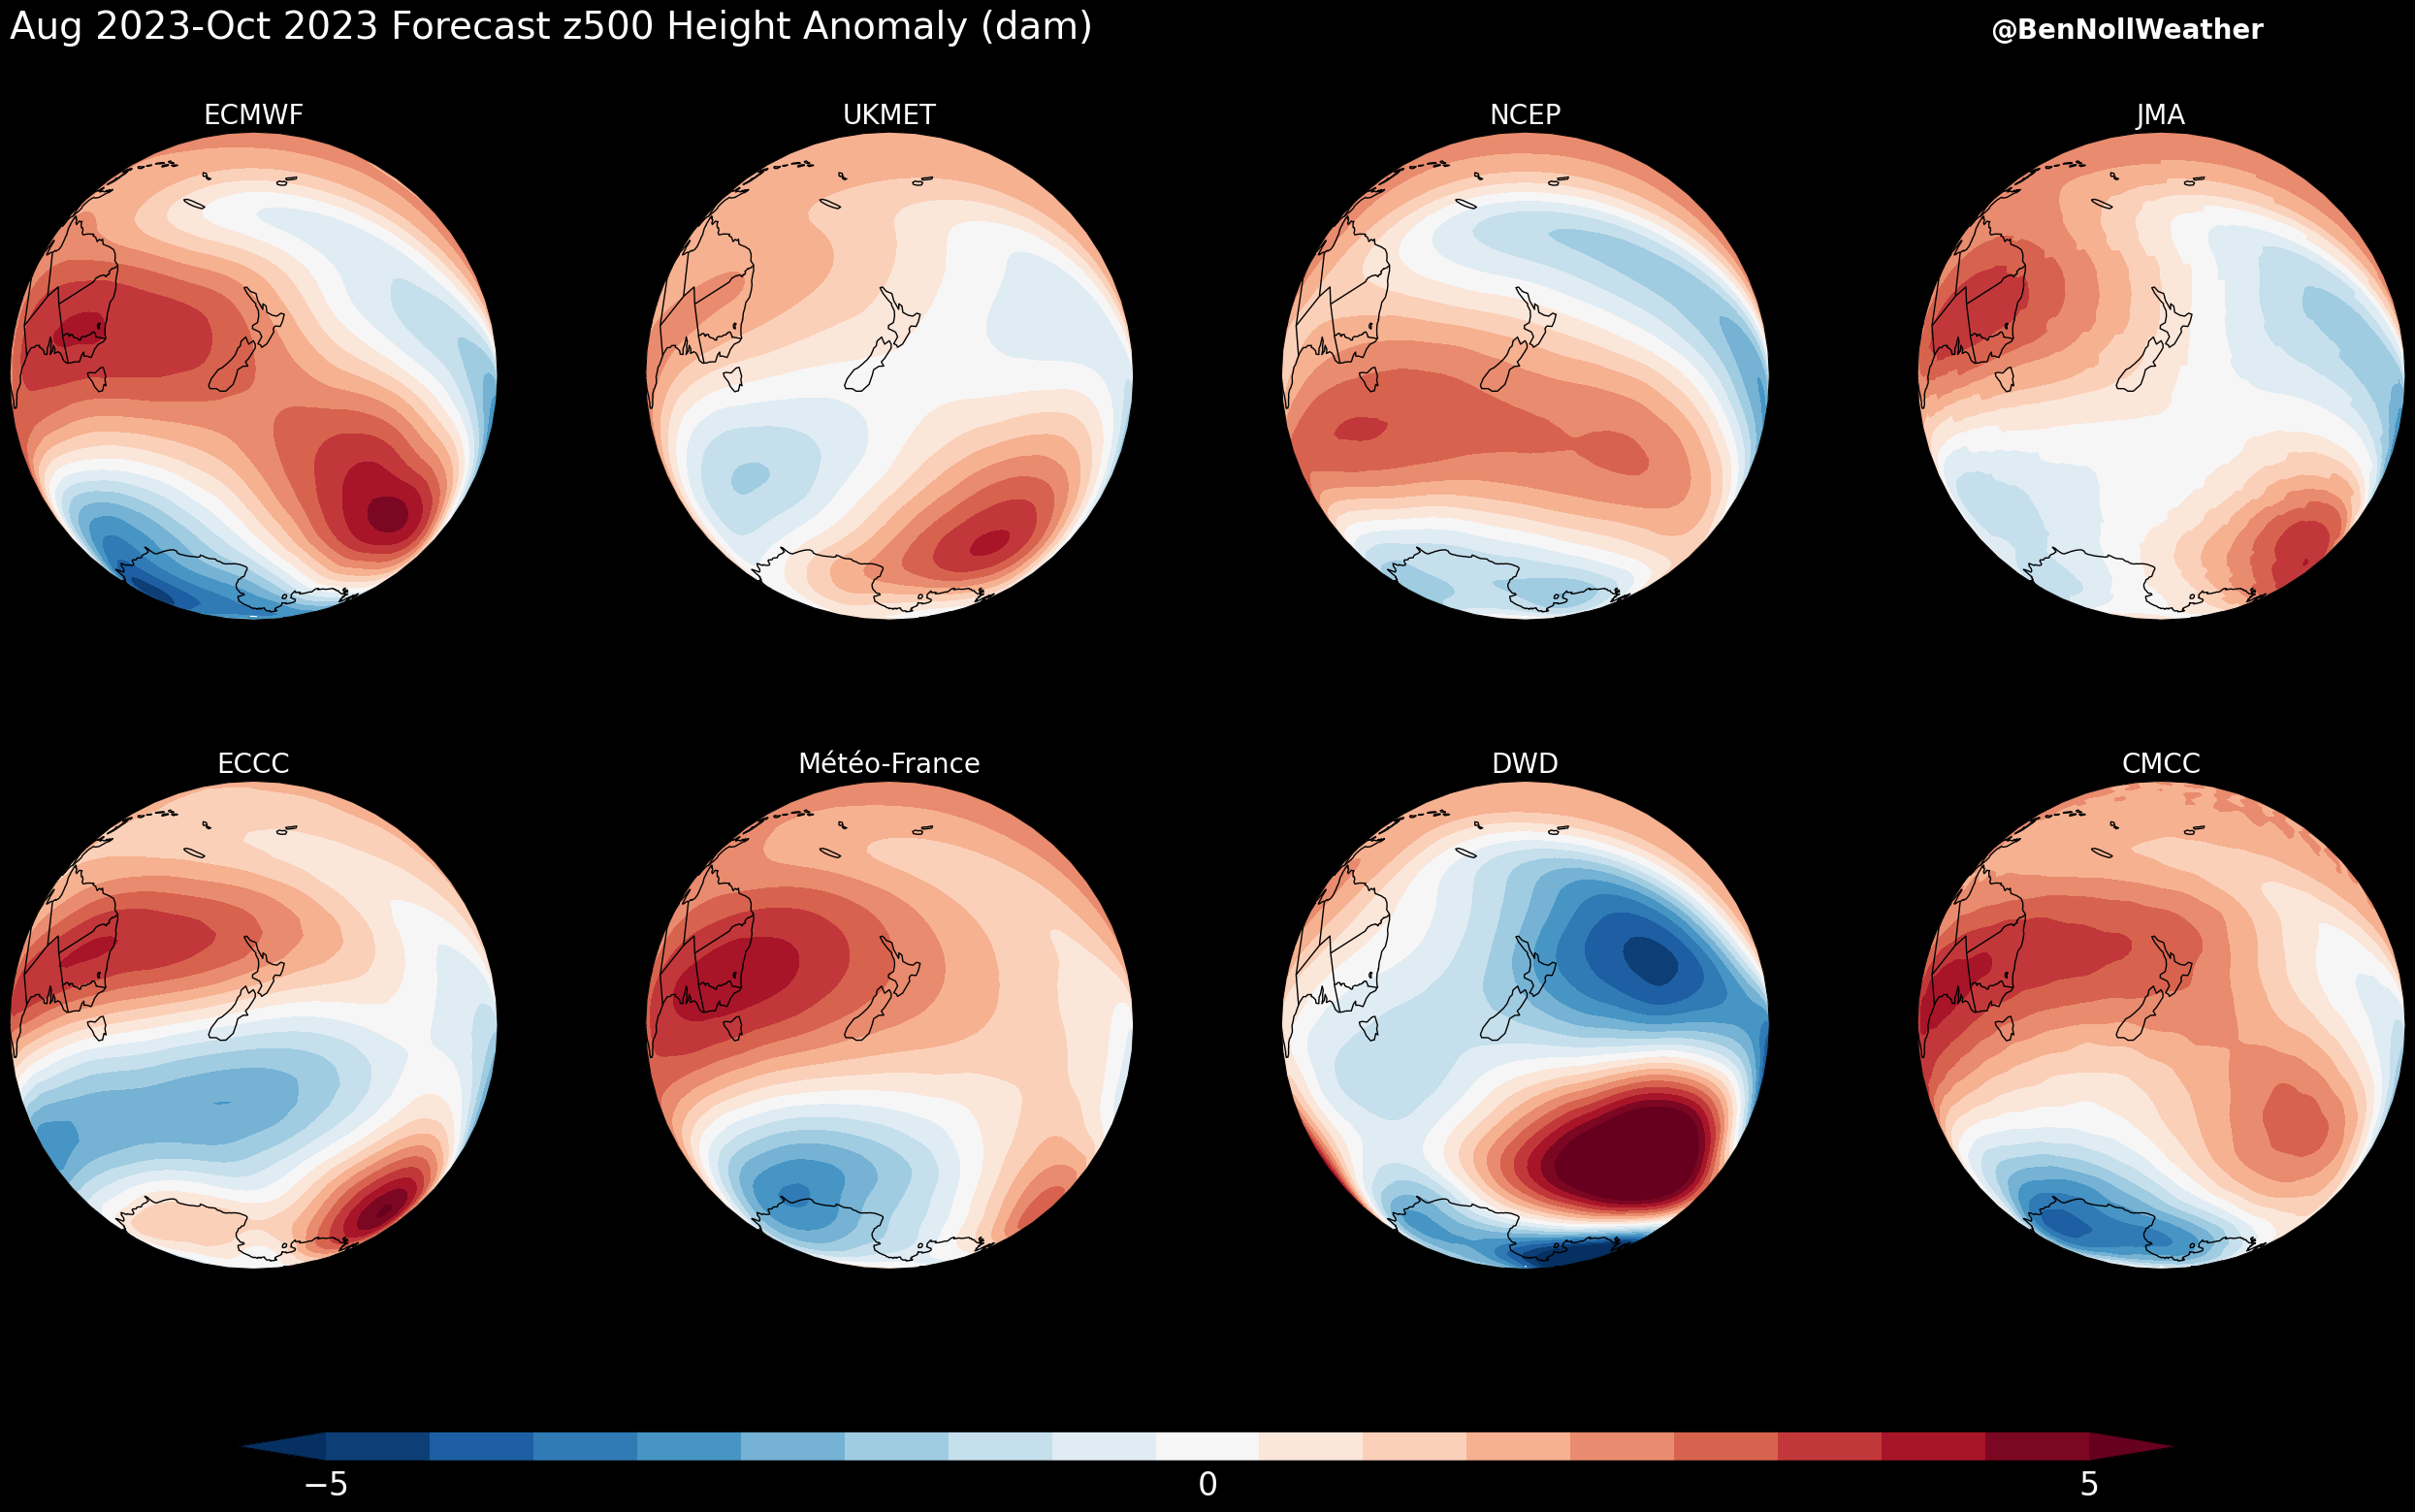 Aug 2023-Oct 2023 Forecast z500 Height Anomaly (dam)
@BenNollWeather
ECMWF
UKMET
NCEP
JMA
ECCC
Météo-France
DWD
CMCC
−5
0
5